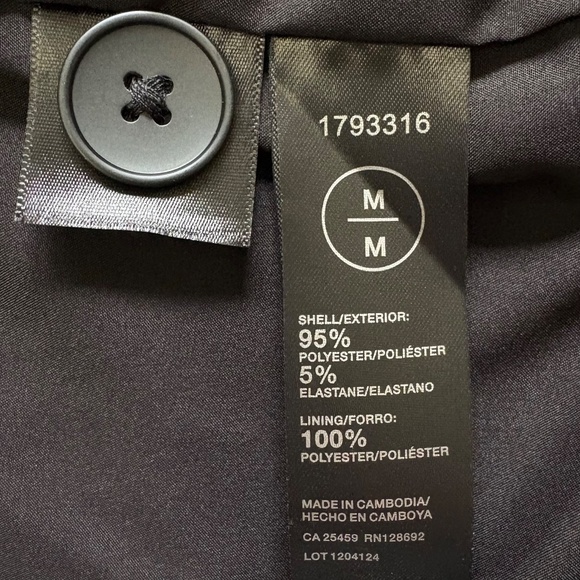 1793316
M
M
SHELL/EXTERIOR:
95%
POLYESTER/POLIÉSTER
5%
ELASTANE/ELASTANO
LINING/FORRO:
100%
POLYESTER/POLIÉSTER
MADE IN CAMBODIA/
HECHO EN CAMBOYA
CA 25459 RN128692
LOT 1204124